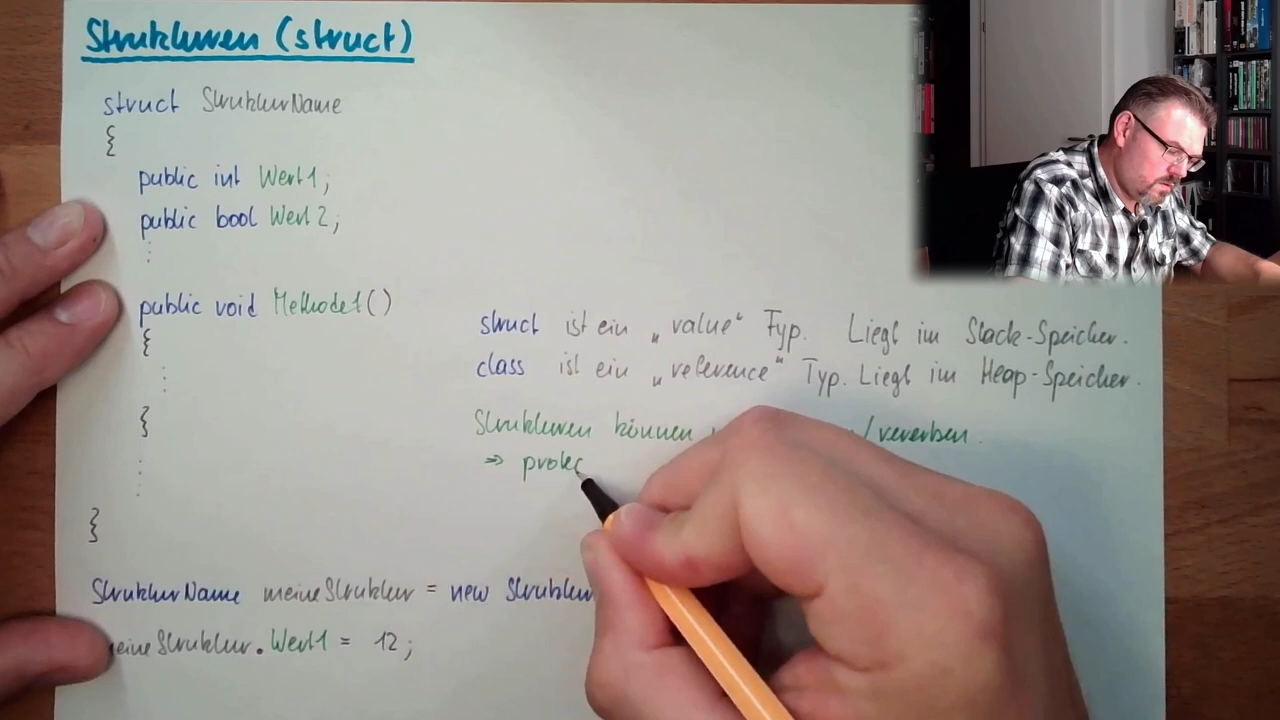 Strukturen (struct)
struct StrukturName
{
public int Wert1;
public bool Wert2;
⋮
public void Methode1()
{
⋮
}
⋮
}
struct ist ein „value“ Typ. Liegt im Stack-Speicher.
class ist ein „reference“ Typ. Liegt im Heap-Speicher.
Strukturen können /vererben.
=> protec
StrukturName meineStruktur = new Struktur
eineStruktur.Wert1 = 12;